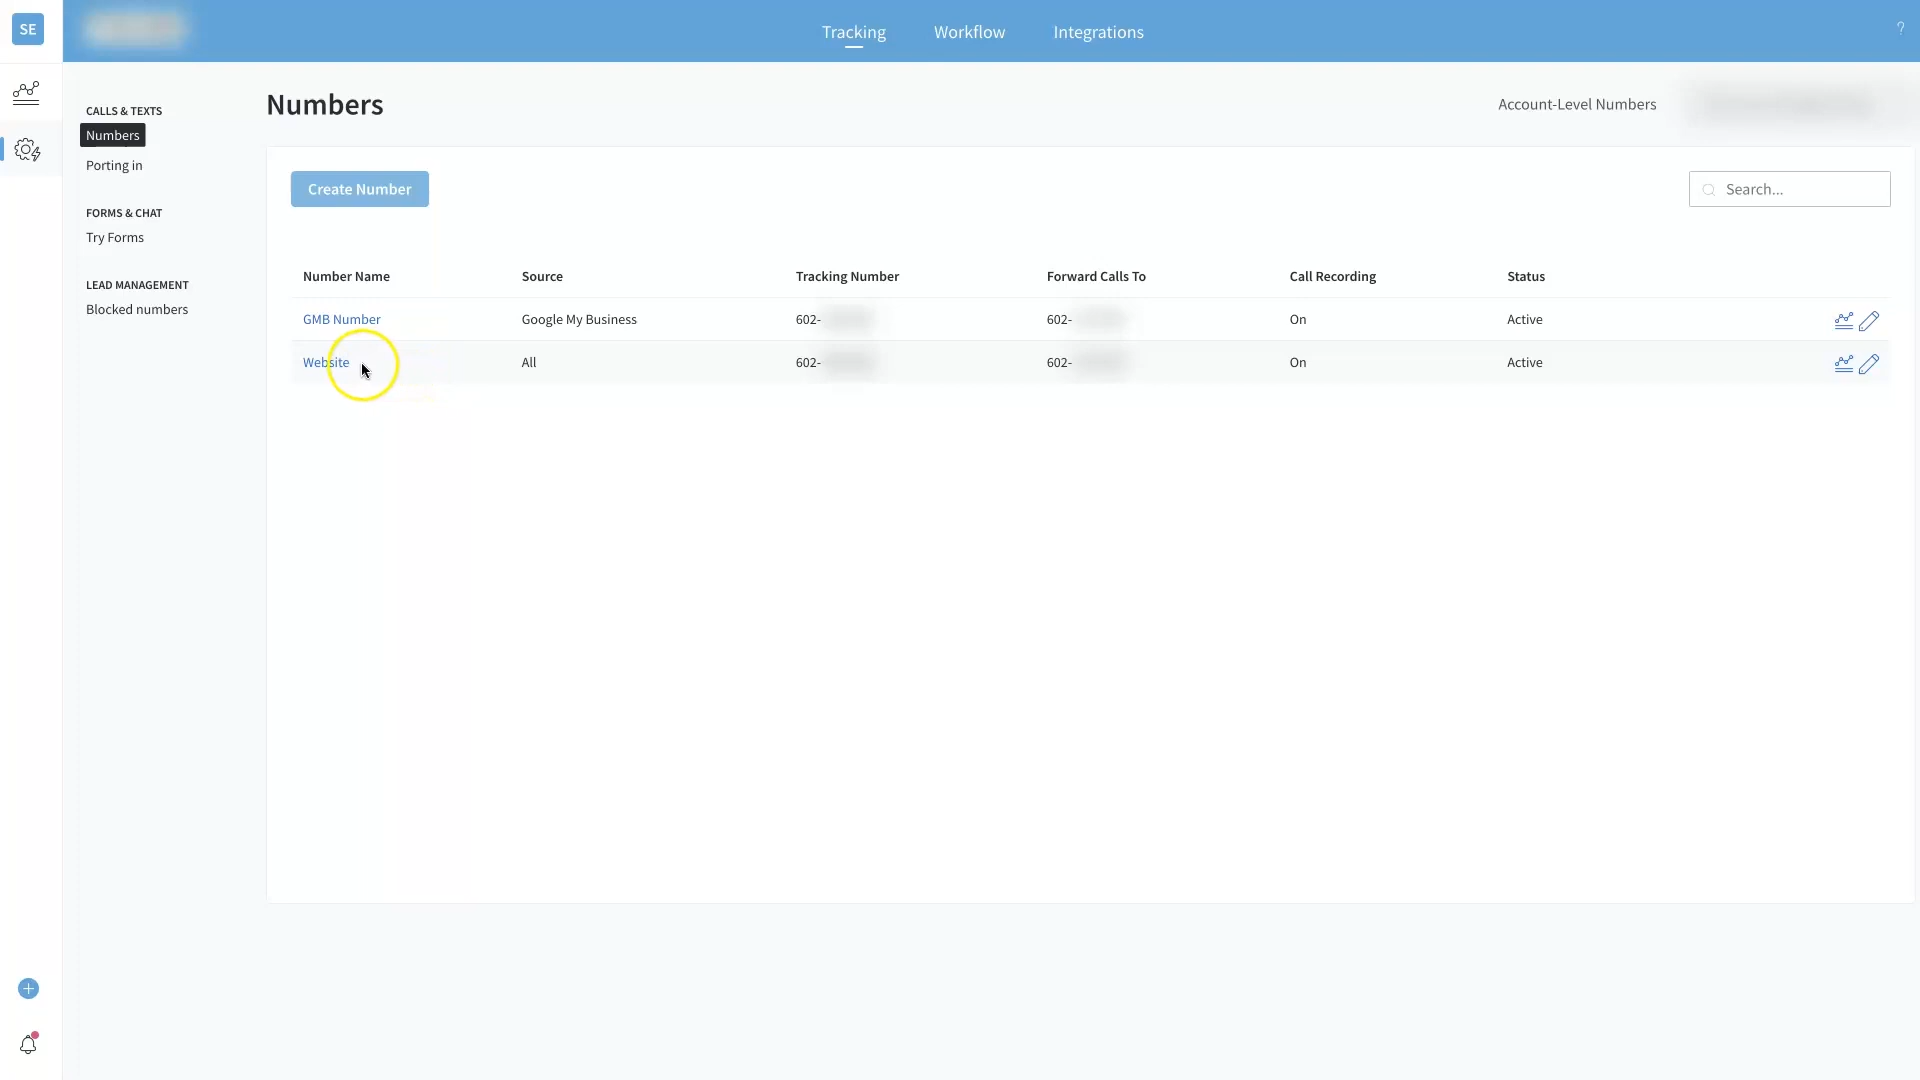 SE
Tracking Workflow Integrations ?
CALLS & TEXTS
Numbers
Porting in
FORMS & CHAT
Try Forms
LEAD MANAGEMENT
Blocked numbers
Numbers
Account-Level Numbers
Create Number
Search...
Number Name Source Tracking Number Forward Calls To Call Recording Status
GMB Number Google My Business 602- 602- On Active
Website All 602- 602- On Active